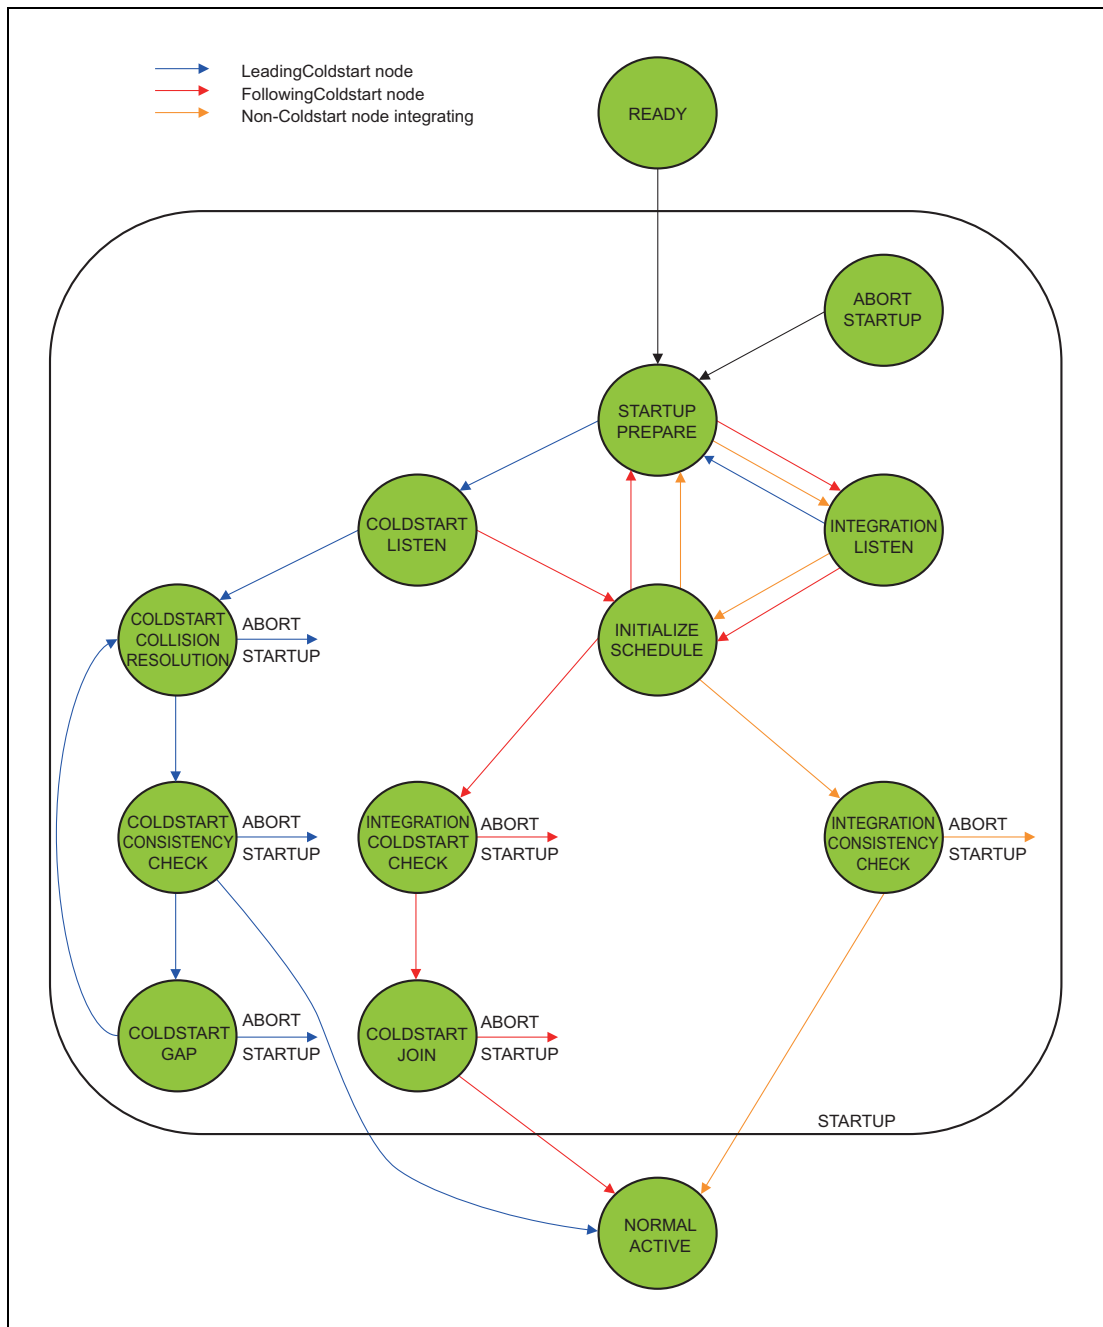 LeadingColdstart node
FollowingColdstart node
Non-Coldstart node integrating
READY
ABORT
STARTUP
STARTUP
PREPARE
COLDSTART
LISTEN
INTEGRATION
LISTEN
COLDSTART
COLLISION
RESOLUTION
ABORT
STARTUP
INITIALIZE
SCHEDULE
COLDSTART
CONSISTENCY
CHECK
ABORT
STARTUP
INTEGRATION
COLDSTART
CHECK
ABORT
STARTUP
INTEGRATION
CONSISTENCY
CHECK
ABORT
STARTUP
COLDSTART
GAP
ABORT
STARTUP
COLDSTART
JOIN
ABORT
STARTUP
STARTUP
NORMAL
ACTIVE